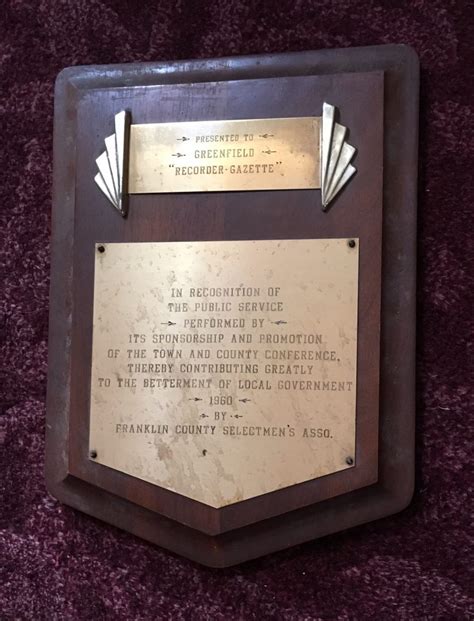 PRESENTED TO
GREENFIELD
"RECORDER-GAZETTE"
IN RECOGNITION OF
THE PUBLIC SERVICE
PERFORMED BY
ITS SPONSORSHIP AND PROMOTION
OF THE TOWN AND COUNTY CONFERENCE,
THEREBY CONTRIBUTING GREATLY
TO THE BETTERMENT OF LOCAL GOVERNMENT
1960
BY
FRANKLIN COUNTY SELECTMEN'S ASSO.